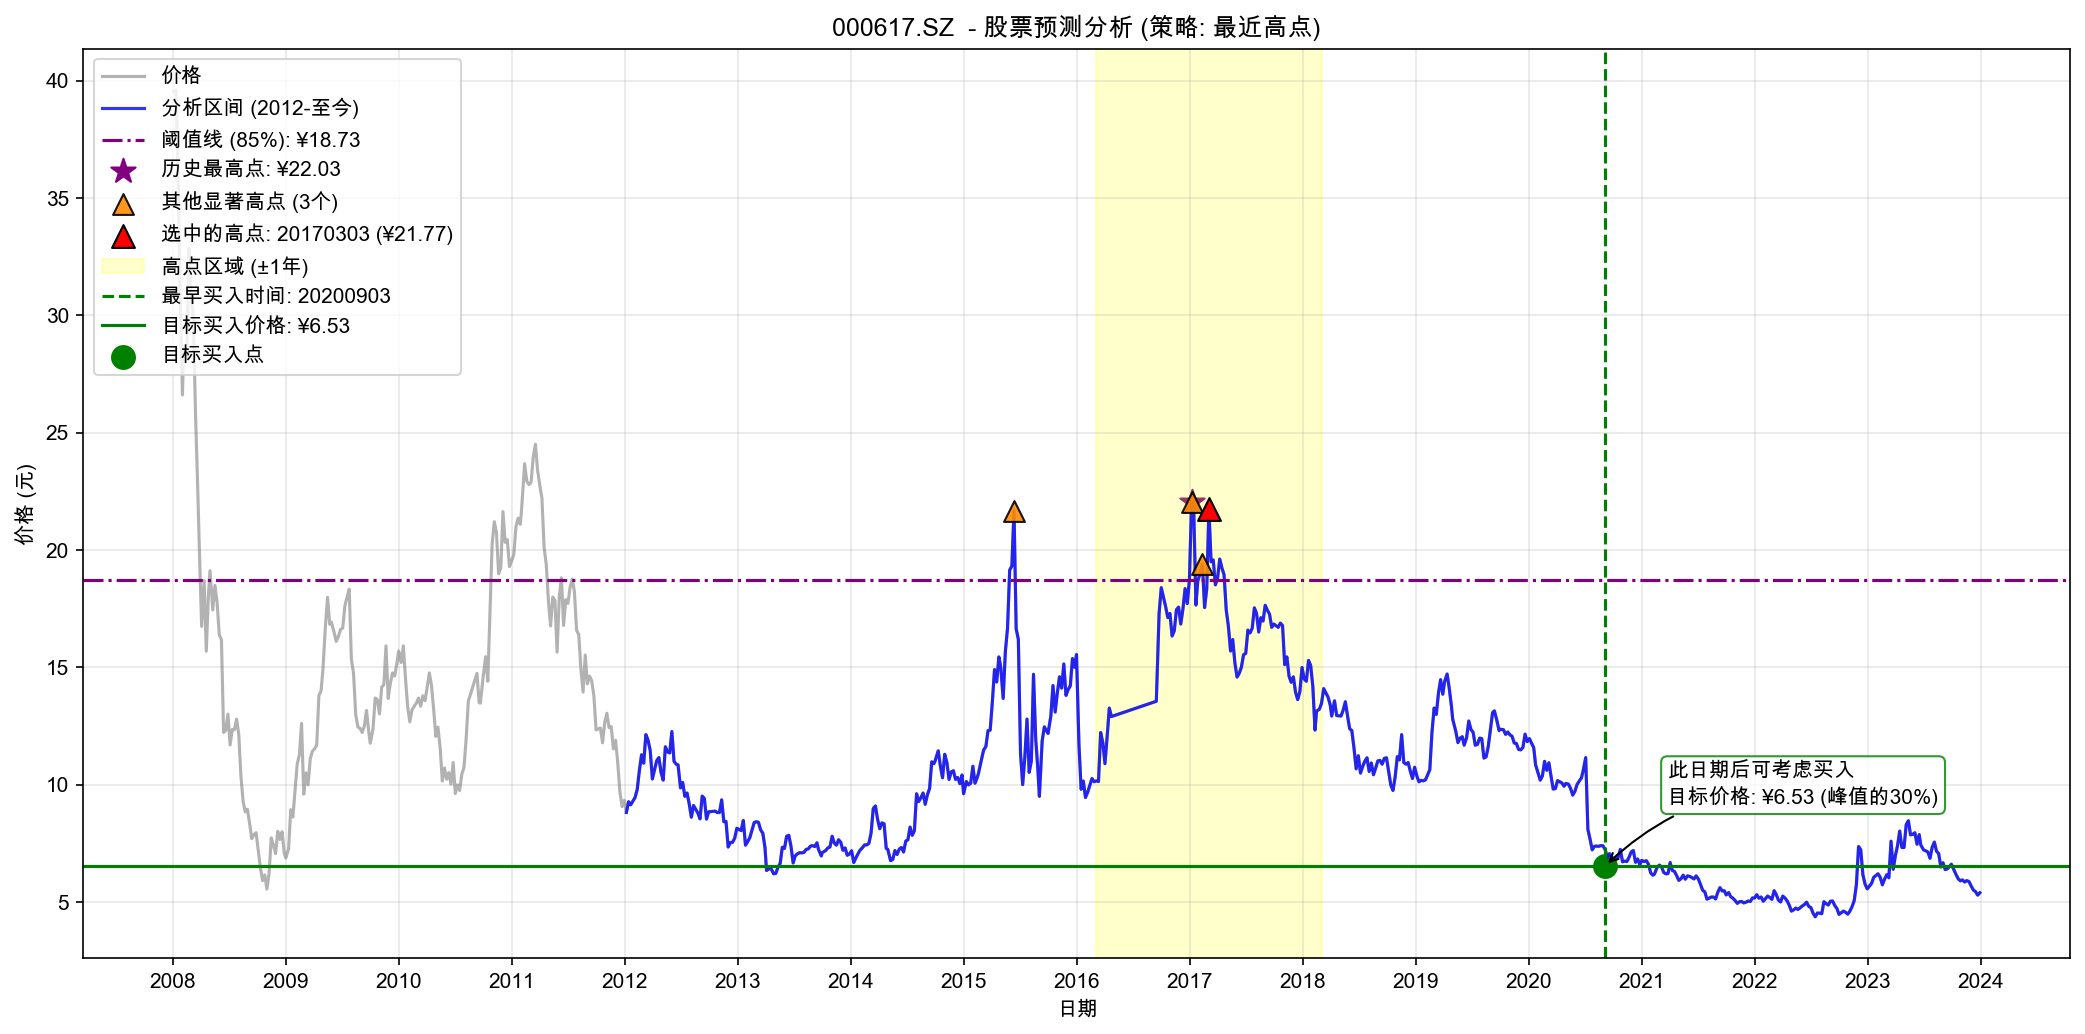 000617.SZ  - 股票预测分析 (策略: 最近高点)
价格
分析区间 (2012-至今)
阈值线 (85%): ¥18.73
历史最高点: ¥22.03
其他显著高点 (3个)
选中的高点: 20170303 (¥21.77)
高点区域 (±1年)
最早买入时间: 20200903
目标买入价格: ¥6.53
目标买入点
40
35
30
25
20
15
10
5
价格 (元)
此日期后可考虑买入
目标价格: ¥6.53 (峰值的30%)
2008 2009 2010 2011 2012 2013 2014 2015 2016 2017 2018 2019 2020 2021 2022 2023 2024
日期